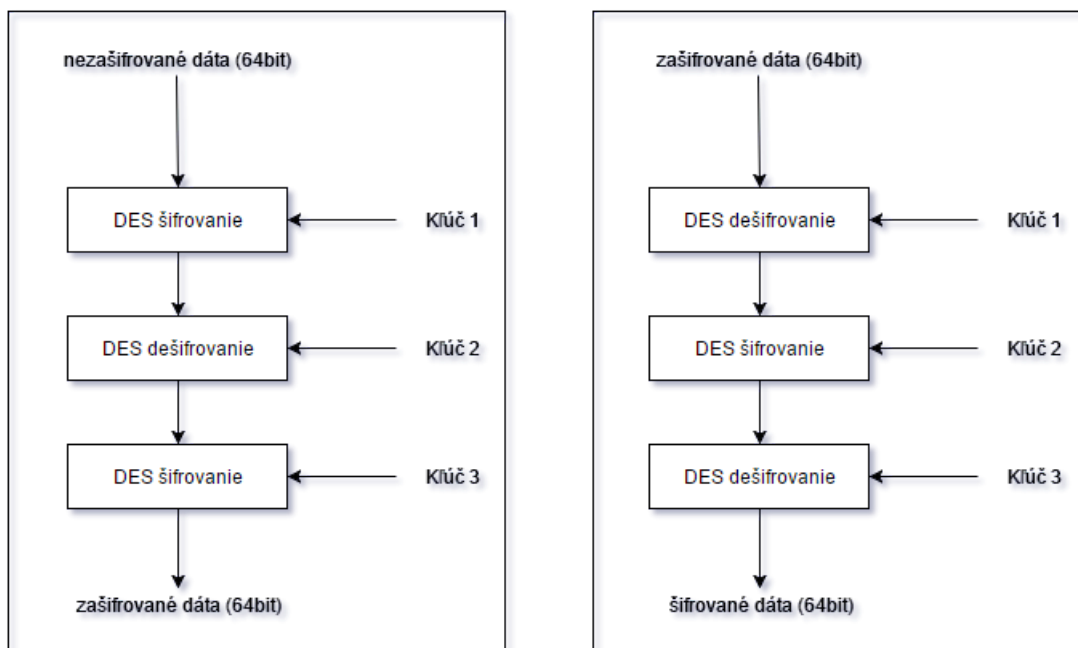 nezašifrované dáta (64bit)
DES šifrovanie
Kľúč 1
DES dešifrovanie
Kľúč 2
DES šifrovanie
Kľúč 3
zašifrované dáta (64bit)
zašifrované dáta (64bit)
DES dešifrovanie
Kľúč 1
DES šifrovanie
Kľúč 2
DES dešifrovanie
Kľúč 3
šifrované dáta (64bit)